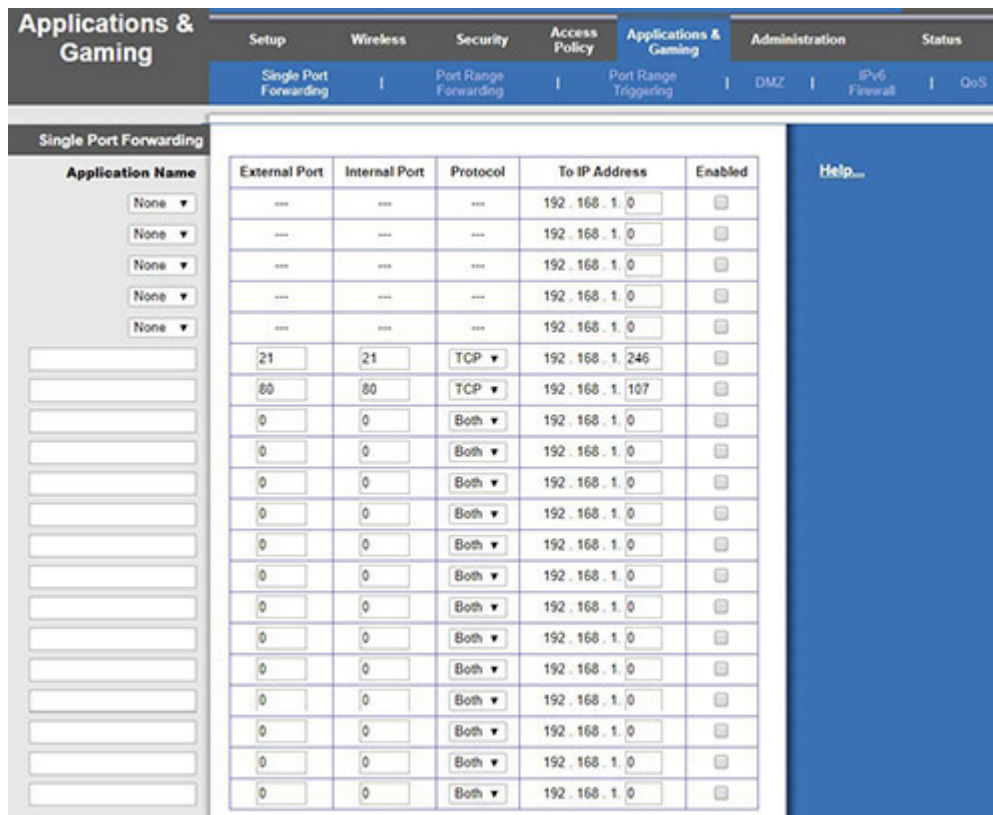 Applications & Gaming
Setup Wireless Security Access Policy Applications & Gaming Administration Status
Single Port Forwarding | Port Range Forwarding | Port Range Triggering | DMZ | IPv6 Firewall | QoS
Single Port Forwarding
Application Name External Port Internal Port Protocol To IP Address Enabled Help...
None --- --- --- 192 . 168 . 1. 0
None --- --- --- 192 . 168 . 1. 0
None --- --- --- 192 . 168 . 1. 0
None --- --- --- 192 . 168 . 1. 0
None --- --- --- 192 . 168 . 1. 0
21 21 TCP 192 . 168 . 1. 246
80 80 TCP 192 . 168 . 1. 107
0 0 Both 192 . 168 . 1. 0
0 0 Both 192 . 168 . 1. 0
0 0 Both 192 . 168 . 1. 0
0 0 Both 192 . 168 . 1. 0
0 0 Both 192 . 168 . 1. 0
0 0 Both 192 . 168 . 1. 0
0 0 Both 192 . 168 . 1. 0
0 0 Both 192 . 168 . 1. 0
0 0 Both 192 . 168 . 1. 0
0 0 Both 192 . 168 . 1. 0
0 0 Both 192 . 168 . 1. 0
0 0 Both 192 . 168 . 1. 0
0 0 Both 192 . 168 . 1. 0